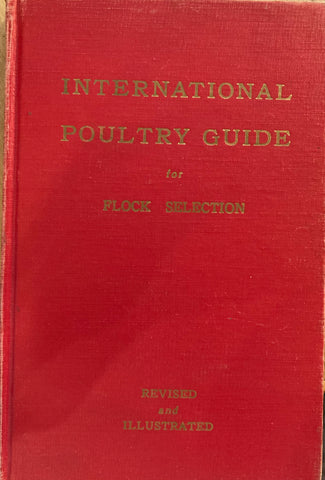 INTERNATIONAL
POULTRY GUIDE
for
FLOCK SELECTION
REVISED
and
ILLUSTRATED